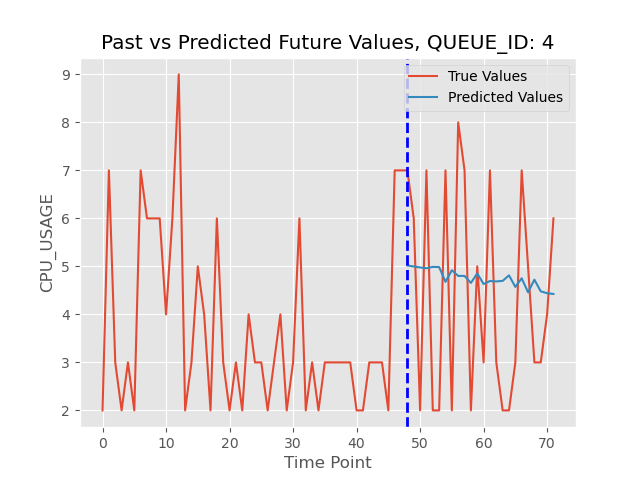 Past vs Predicted Future Values, QUEUE_ID: 4
True Values
Predicted Values
CPU_USAGE
9
8
7
6
5
4
3
2
0 10 20 30 40 50 60 70
Time Point